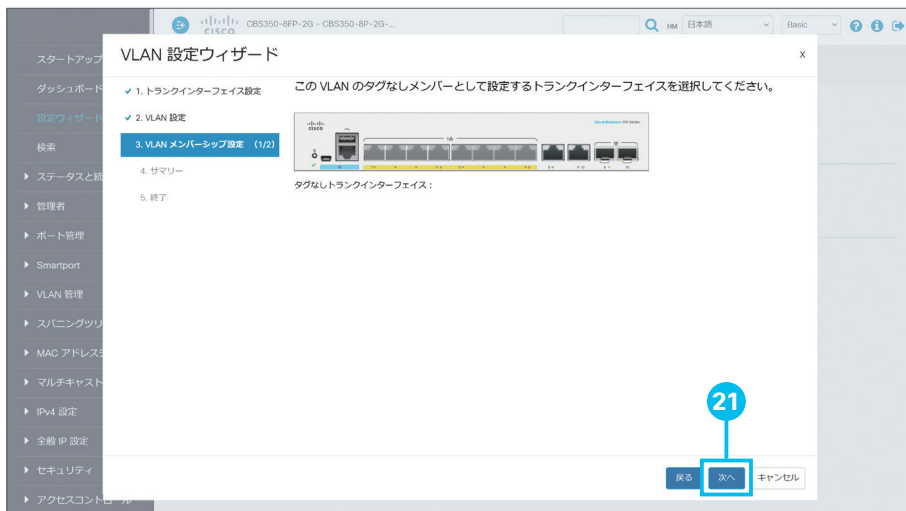 CISCO
CBS350-8FP-2G - CBS350-8P-2G-...
HM
日本語
Basic
スタートアップ
ダッシュボード
設定ウィザード
検索
ステータスと統
管理者
ポート管理
Smartport
VLAN 管理
スパニングツリ
MAC アドレステ
マルチキャスト
IPv4 設定
全般 IP 設定
セキュリティ
アクセスコントロール
VLAN 設定ウィザード
x
1. トランクインターフェイス設定
2. VLAN 設定
3. VLAN メンバーシップ設定 (1/2)
4. サマリー
5. 終了
この VLAN のタグなしメンバーとして設定するトランクインターフェイスを選択してください。
CISCO
タグなしトランクインターフェイス：
21
戻る
次へ
キャンセル